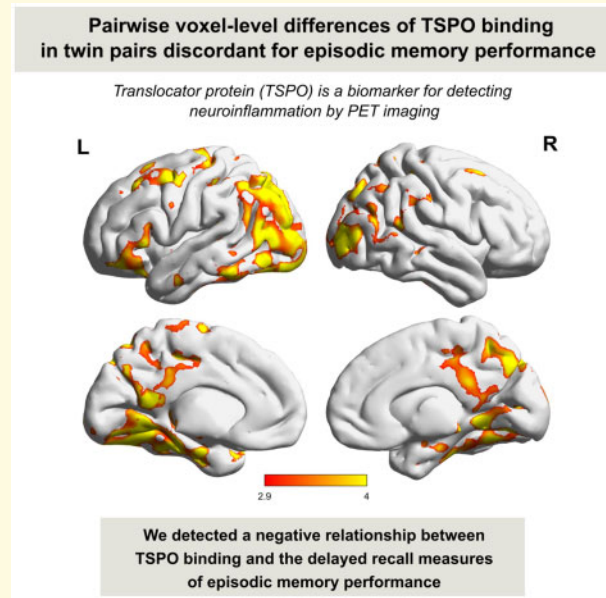 Pairwise voxel-level differences of TSPO binding
in twin pairs discordant for episodic memory performance
Translocator protein (TSPO) is a biomarker for detecting
neuroinflammation by PET imaging
L
R
2.9
4
We detected a negative relationship between
TSPO binding and the delayed recall measures
of episodic memory performance